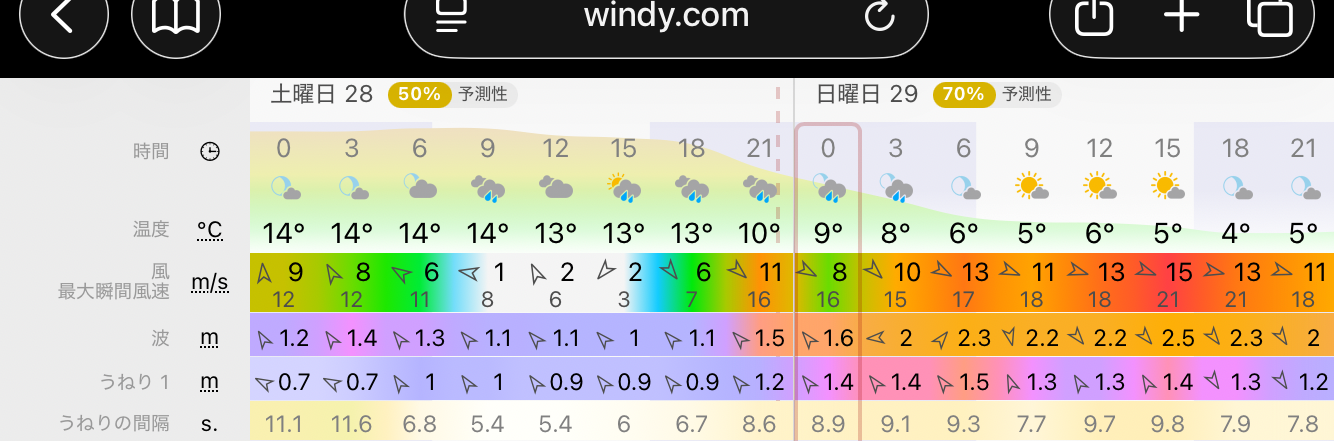 windy.com
土曜日 28 50% 予測性 日曜日 29 70% 予測性
時間 0 3 6 9 12 15 18 21 0 3 6 9 12 15 18 21
温度 °C 14° 14° 14° 14° 13° 13° 13° 10° 9° 8° 6° 5° 6° 5° 4° 5°
風 9 8 6 1 2 2 6 11 8 10 13 11 13 15 13 11
最大瞬間風速 m/s 12 12 11 8 6 3 7 16 16 15 17 18 18 21 21 18
波 m 1.2 1.4 1.3 1.1 1.1 1 1.1 1.5 1.6 2 2.3 2.2 2.2 2.5 2.3 2
うねり 1 m 0.7 0.7 1 1 0.9 0.9 0.9 1.2 1.4 1.4 1.5 1.3 1.3 1.4 1.3 1.2
うねりの間隔 s. 11.1 11.6 6.8 5.4 5.4 6 6.7 8.6 8.9 9.1 9.3 7.7 9.7 9.8 7.9 7.8